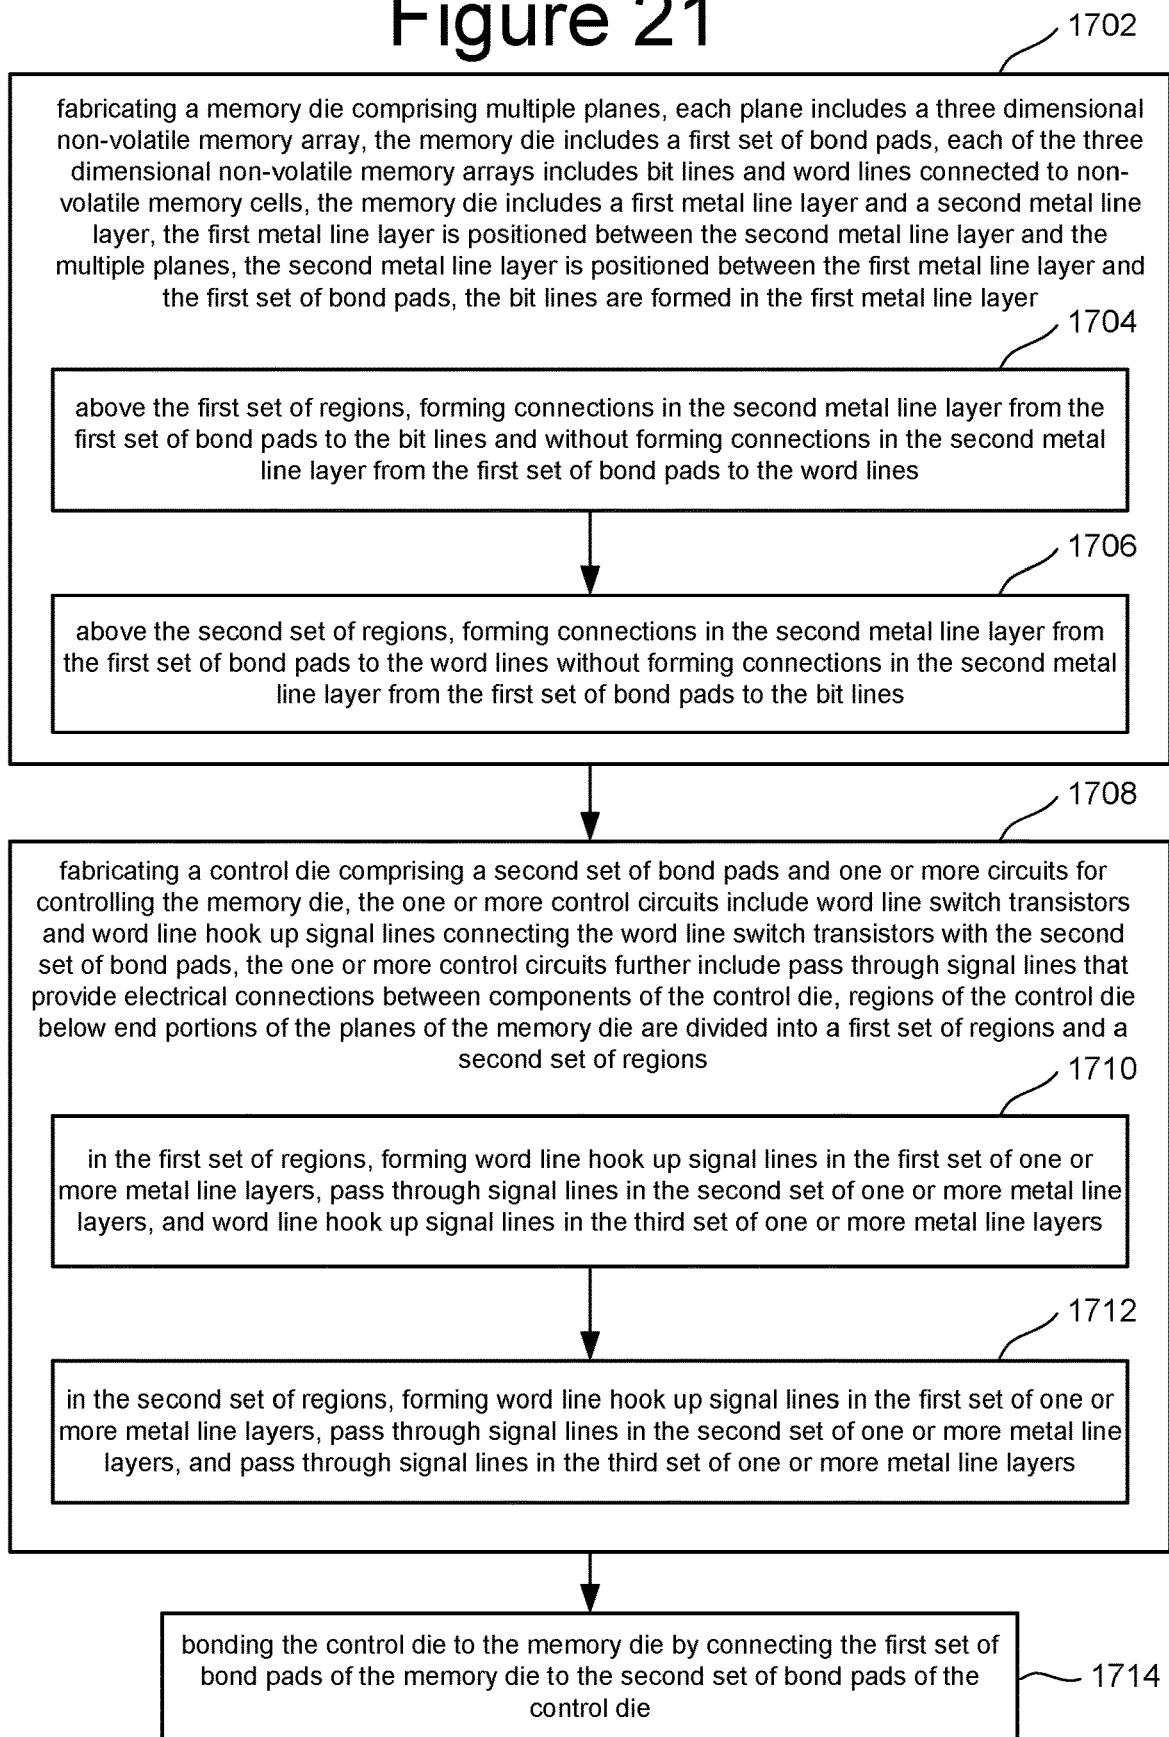 Figure 21
1702
fabricating a memory die comprising multiple planes, each plane includes a three dimensional
non-volatile memory array, the memory die includes a first set of bond pads, each of the three
dimensional non-volatile memory arrays includes bit lines and word lines connected to non-
volatile memory cells, the memory die includes a first metal line layer and a second metal line
layer, the first metal line layer is positioned between the second metal line layer and the
multiple planes, the second metal line layer is positioned between the first metal line layer and
the first set of bond pads, the bit lines are formed in the first metal line layer
1704
above the first set of regions, forming connections in the second metal line layer from the
first set of bond pads to the bit lines and without forming connections in the second metal
line layer from the first set of bond pads to the word lines
1706
above the second set of regions, forming connections in the second metal line layer from
the first set of bond pads to the word lines without forming connections in the second metal
line layer from the first set of bond pads to the bit lines
1708
fabricating a control die comprising a second set of bond pads and one or more circuits for
controlling the memory die, the one or more control circuits include word line switch transistors
and word line hook up signal lines connecting the word line switch transistors with the second
set of bond pads, the one or more control circuits further include pass through signal lines that
provide electrical connections between components of the control die, regions of the control die
below end portions of the planes of the memory die are divided into a first set of regions and a
second set of regions
1710
in the first set of regions, forming word line hook up signal lines in the first set of one or
more metal line layers, pass through signal lines in the second set of one or more metal line
layers, and word line hook up signal lines in the third set of one or more metal line layers
1712
in the second set of regions, forming word line hook up signal lines in the first set of one or
more metal line layers, pass through signal lines in the second set of one or more metal line
layers, and pass through signal lines in the third set of one or more metal line layers
bonding the control die to the memory die by connecting the first set of
bond pads of the memory die to the second set of bond pads of the
control die
1714